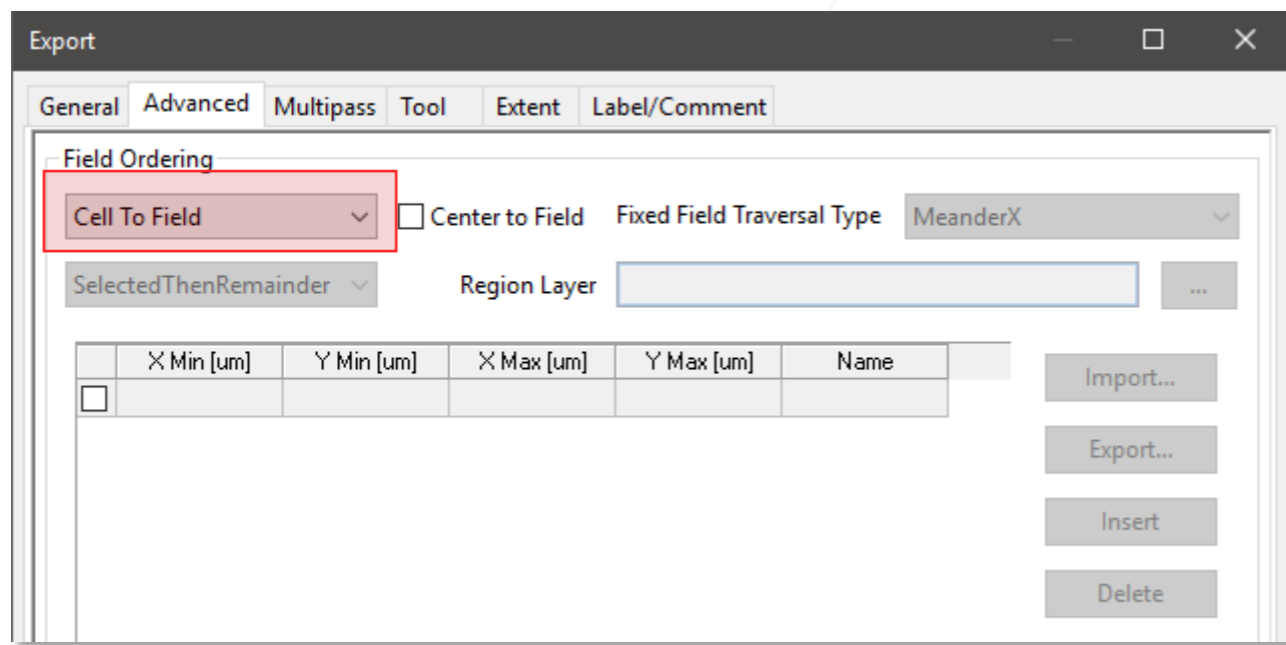 Export
General Advanced Multipass Tool Extent Label/Comment
Field Ordering
Cell To Field Center to Field Fixed Field Traversal Type MeanderX
SelectedThenRemainder Region Layer ...
X Min [um] Y Min [um] X Max [um] Y Max [um] Name
Import...
Export...
Insert
Delete